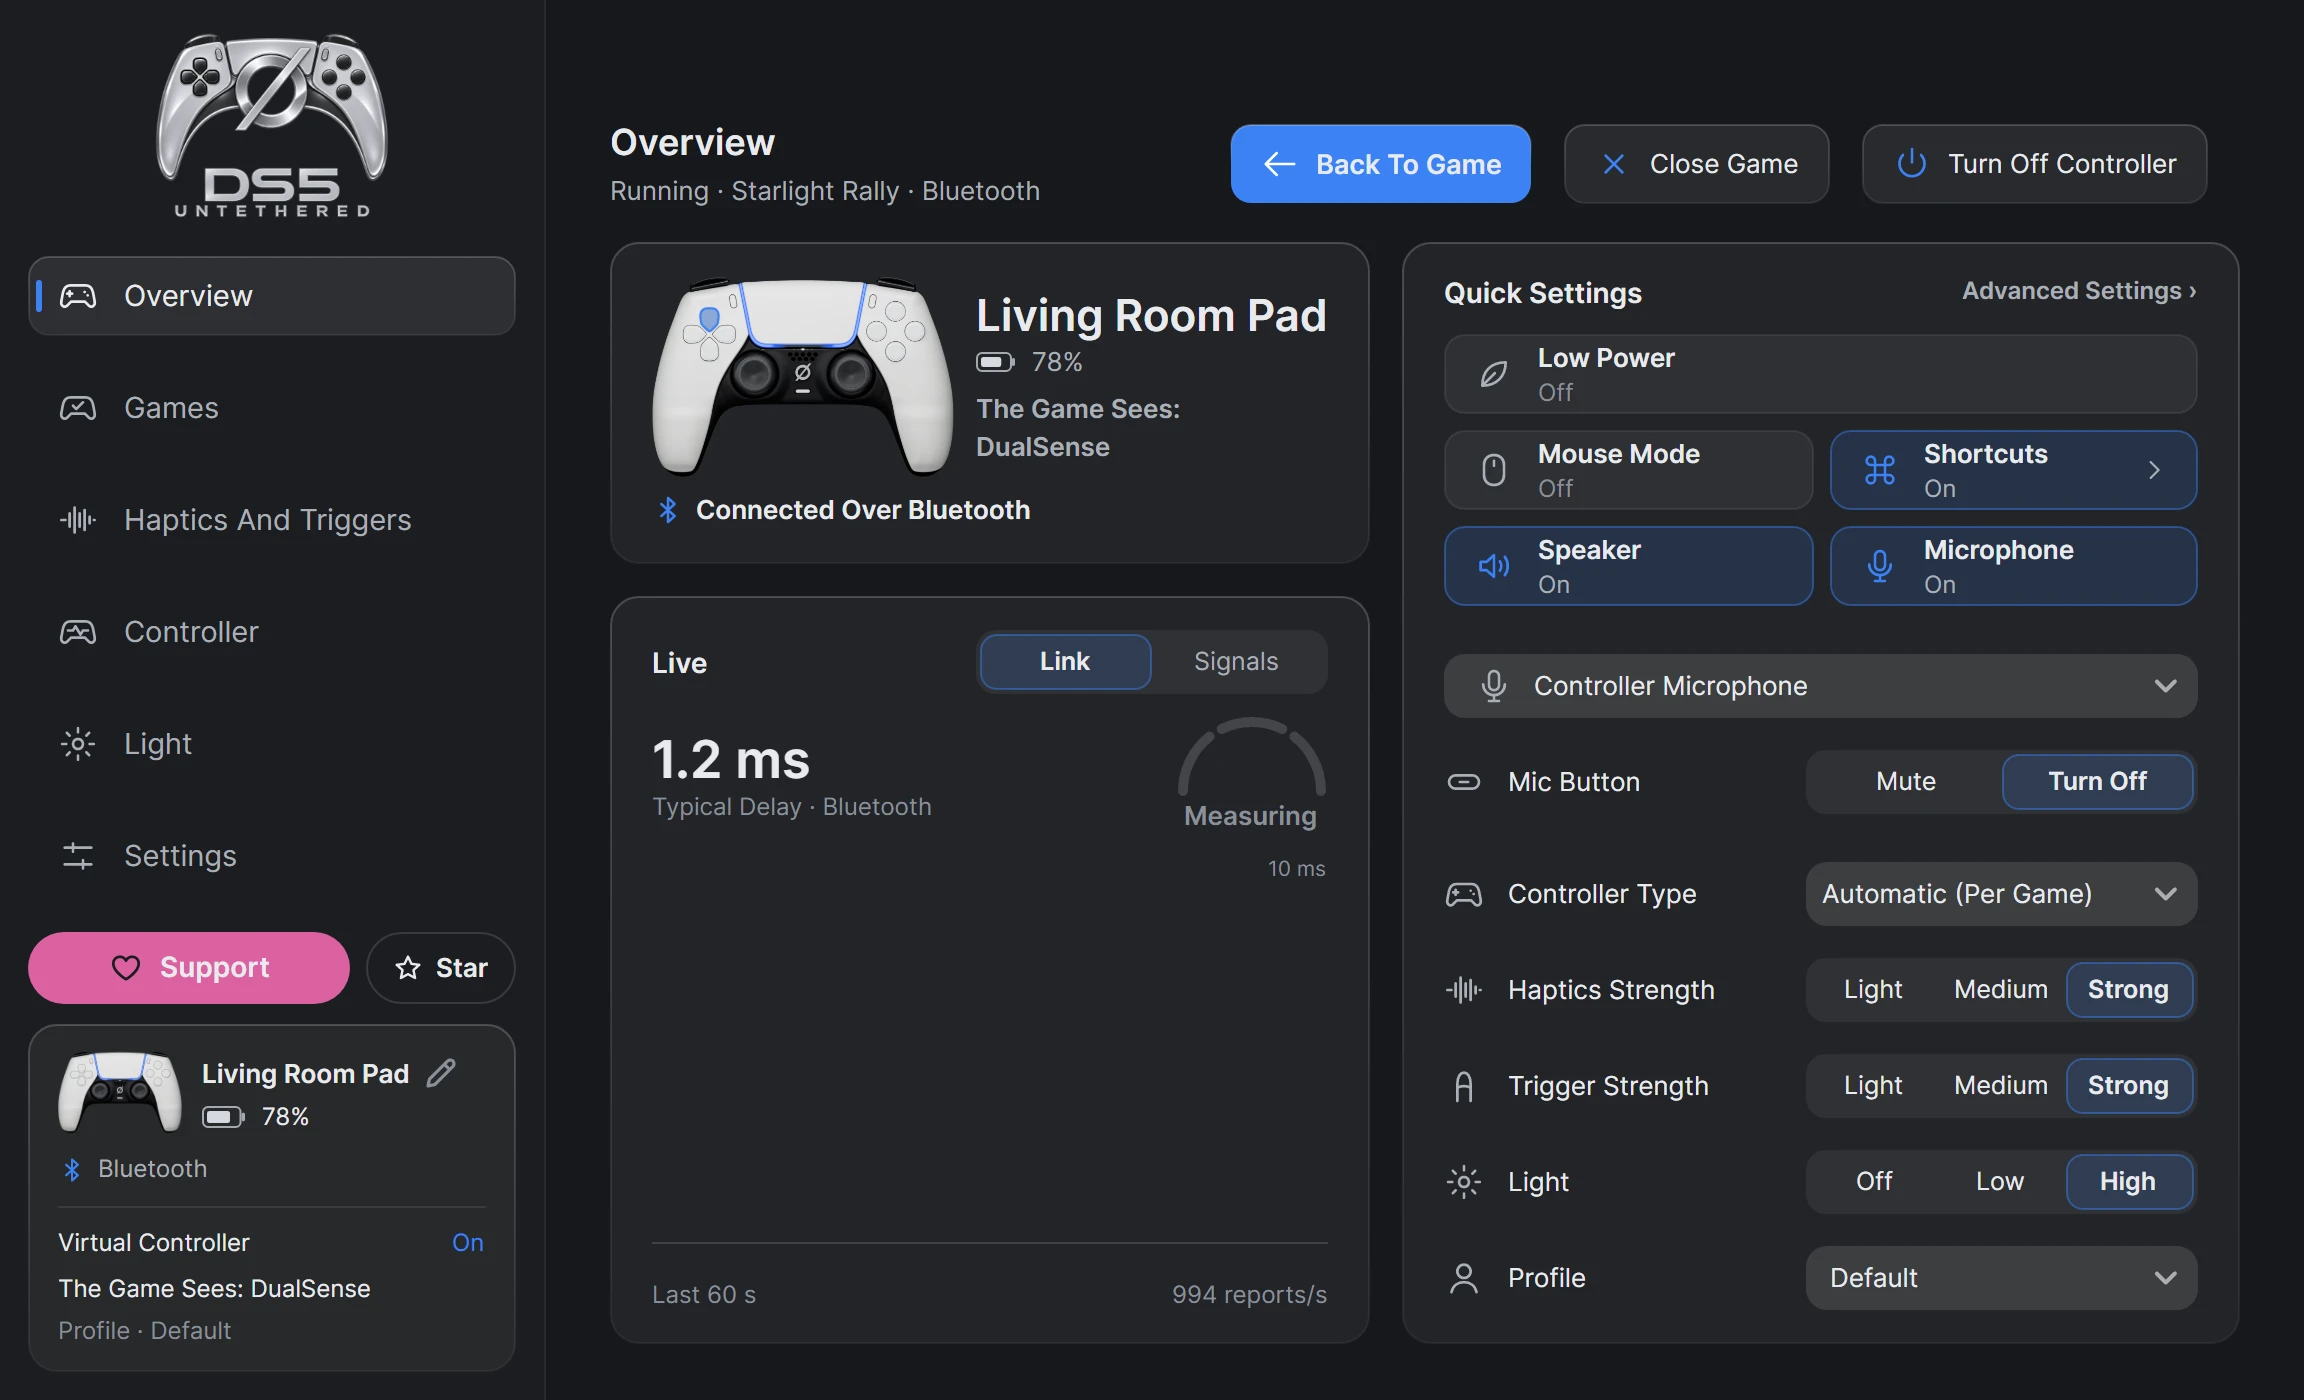 DS5
UNTETHERED
Overview
Games
Haptics And Triggers
Controller
Light
Settings
Support
Star
Living Room Pad
78%
Bluetooth
Virtual Controller On
The Game Sees: DualSense
Profile · Default
Overview
Running · Starlight Rally · Bluetooth
Back To Game
Close Game
Turn Off Controller
Living Room Pad
78%
The Game Sees:
DualSense
Connected Over Bluetooth
Live
Link
Signals
1.2 ms
Typical Delay · Bluetooth
Measuring
10 ms
Last 60 s
994 reports/s
Quick Settings
Advanced Settings ›
Low Power
Off
Mouse Mode
Off
Shortcuts
On
Speaker
On
Microphone
On
Controller Microphone
Mic Button
Mute
Turn Off
Controller Type
Automatic (Per Game)
Haptics Strength
Light
Medium
Strong
Trigger Strength
Light
Medium
Strong
Light
Off
Low
High
Profile
Default